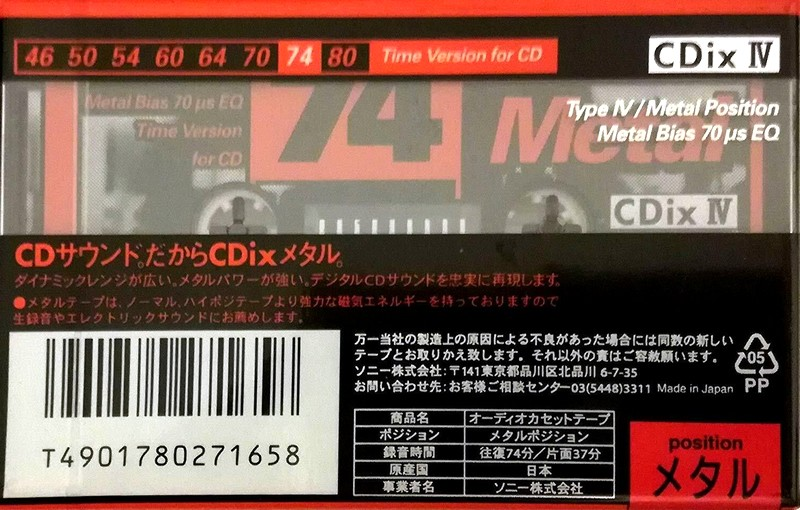 46 50 54 60 64 70 74 80 Time Version for CD
CDix IV
Type IV / Metal Position
Metal Bias 70 µs EQ
Metal Bias 70 µs EQ
Time Version
for CD
74
Metal
CDix IV
CDサウンド。だからCDixメタル。
ダイナミックレンジが広い。メタルパワーが強い。デジタルCDサウンドを忠実に再現します。
●メタルテープは、ノーマル、ハイポジテープより強力な磁気エネルギーを持っておりますので
生録音やエレクトリックサウンドにお薦めします。
T4901780271658
万一当社の製造上の原因による不良があった場合には同数の新しい
テープとお取りかえ致します。それ以外の責はご容赦願います。
ソニー株式会社:〒141東京都品川区北品川 6-7-35
お問い合わせ先:お客様ご相談センター03(5448)3311 Made in Japan
05
PP
商品名 オーディオカセットテープ
ポジション メタルポジション
録音時間 往復74分/片面37分
原産国 日本
事業者名 ソニー株式会社
position
メタル